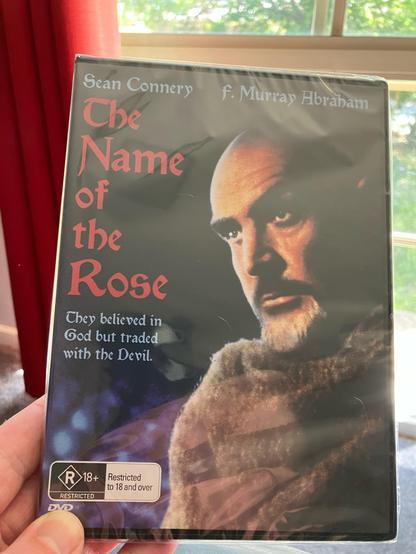 Sean Connery F. Murray Abraham
The
Name
of
the
Rose
They believed in
God but traded
with the Devil.
R 18+ Restricted
to 18 and over
RESTRICTED
DVD